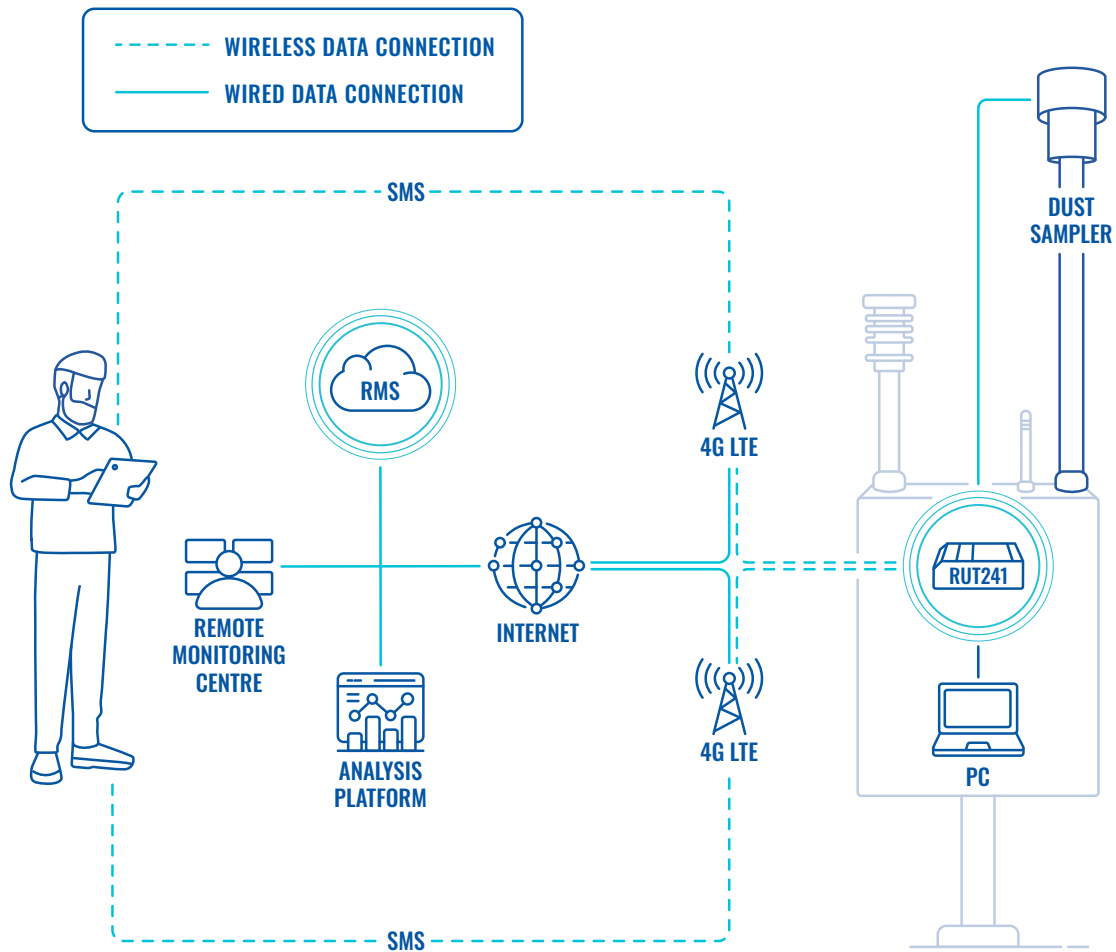 WIRELESS DATA CONNECTION
WIRED DATA CONNECTION
SMS
DUST
SAMPLER
RMS
4G LTE
RUT241
INTERNET
REMOTE
MONITORING
CENTRE
4G LTE
PC
ANALYSIS
PLATFORM
SMS